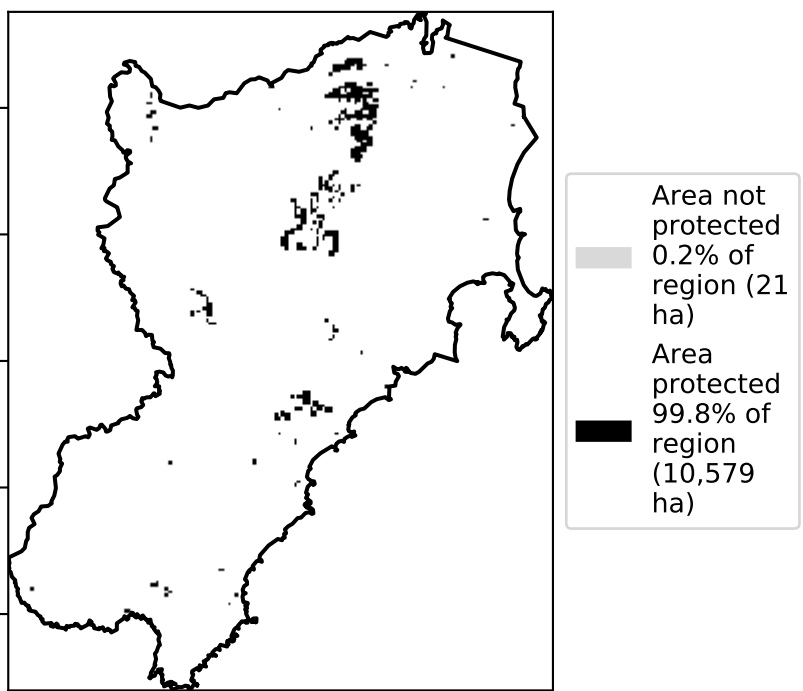 Area not
protected
0.2% of
region (21
ha)
Area
protected
99.8% of
region
(10,579
ha)